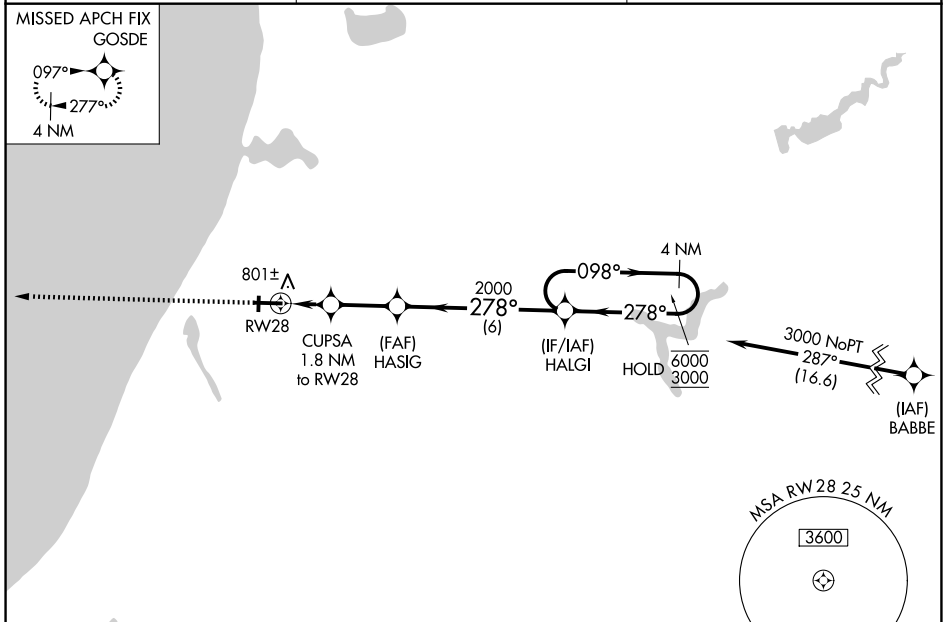 MISSED APCH FIX
GOSDE
097°
277°
4 NM
4 NM
098°
801±
2000
278°
(6)
278°
RW28
CUPSA
1.8 NM
to RW28
(FAF)
HASIG
(IF/IAF)
HALGI
HOLD
6000
3000
3000 NoPT
287°
(16.6)
(IAF)
BABBE
MSA RW 28 25 NM
3600